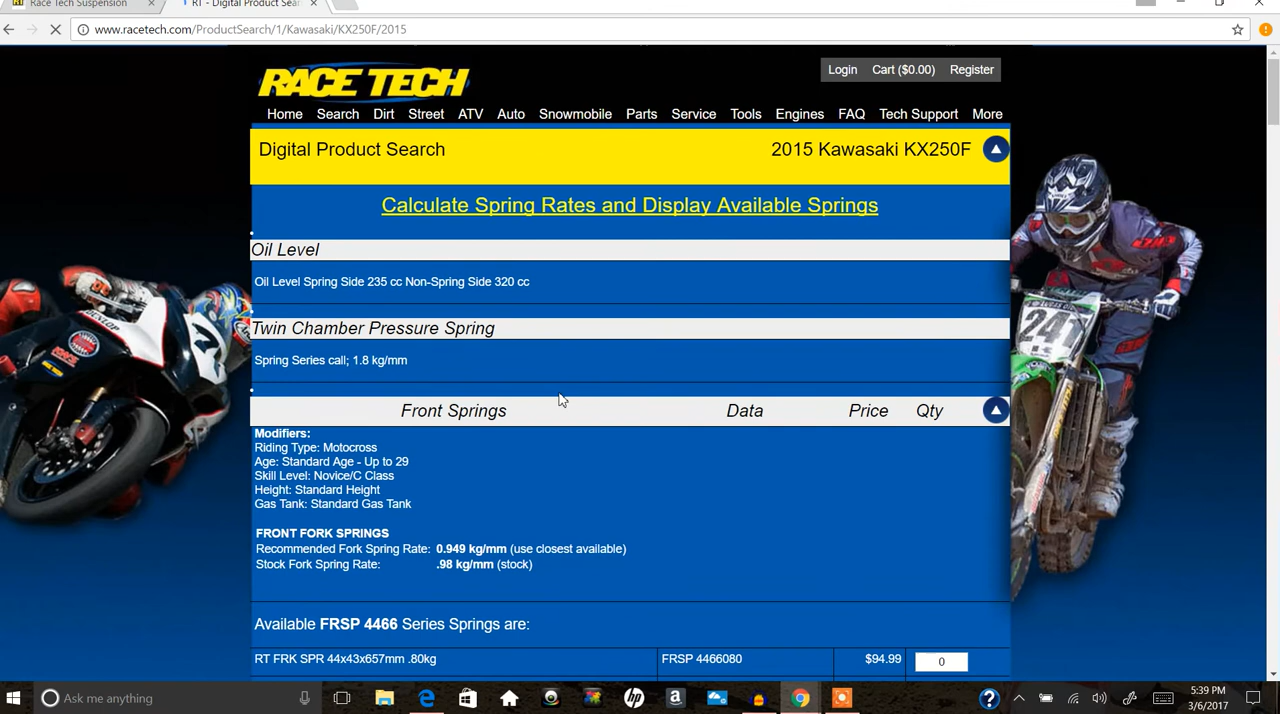 Race Tech Suspension
RT - Digital Product Sear
www.racetech.com/ProductSearch/1/Kawasaki/KX250F/2015
RACE TECH
Login Cart ($0.00) Register
Home Search Dirt Street ATV Auto Snowmobile Parts Service Tools Engines FAQ Tech Support More
Digital Product Search 2015 Kawasaki KX250F
Calculate Spring Rates and Display Available Springs
Oil Level
Oil Level Spring Side 235 cc Non-Spring Side 320 cc
Twin Chamber Pressure Spring
Spring Series call; 1.8 kg/mm
Front Springs Data Price Qty
Modifiers:
Riding Type: Motocross
Age: Standard Age - Up to 29
Skill Level: Novice/C Class
Height: Standard Height
Gas Tank: Standard Gas Tank
FRONT FORK SPRINGS
Recommended Fork Spring Rate: 0.949 kg/mm (use closest available)
Stock Fork Spring Rate: .98 kg/mm (stock)
Available FRSP 4466 Series Springs are:
RT FRK SPR 44x43x657mm .80kg FRSP 4466080 $94.99 0
DUNLOP
7
241
Ask me anything
hp
a
5:39 PM
3/6/2017